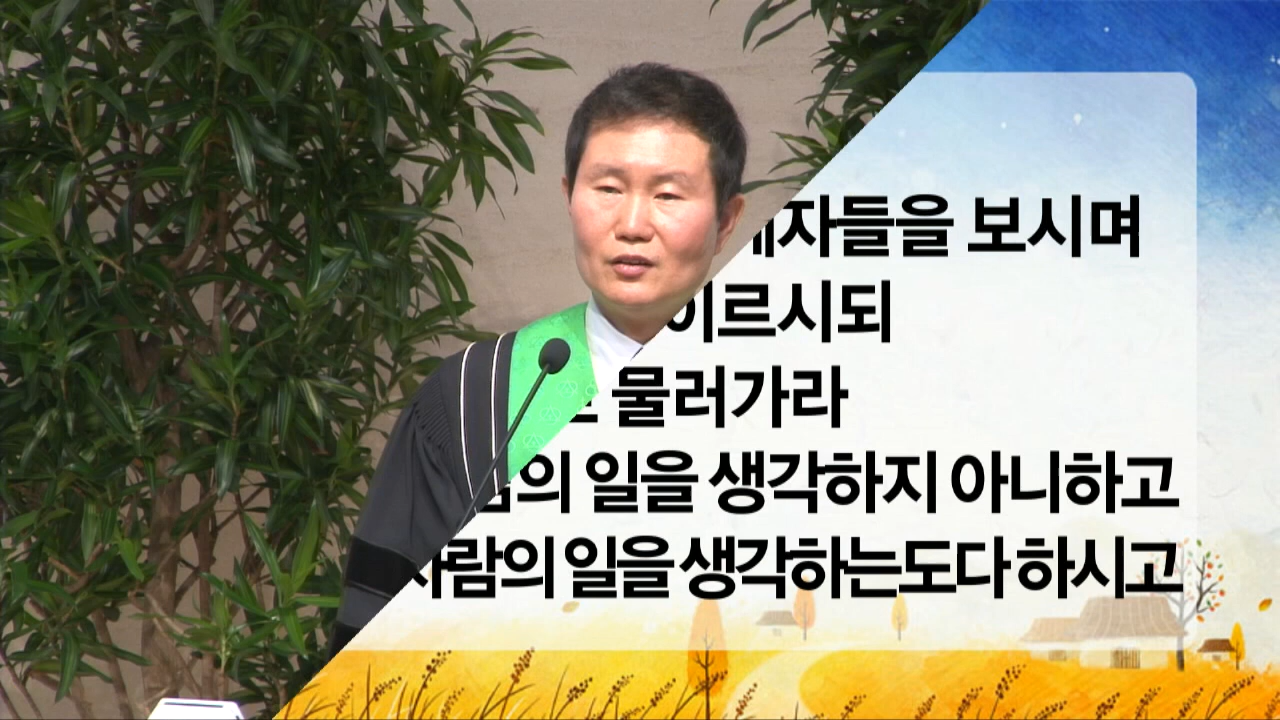 제자들을 보시며
이르시되
물러가라
의 일을 생각하지 아니하고
사람의 일을 생각하는도다 하시고